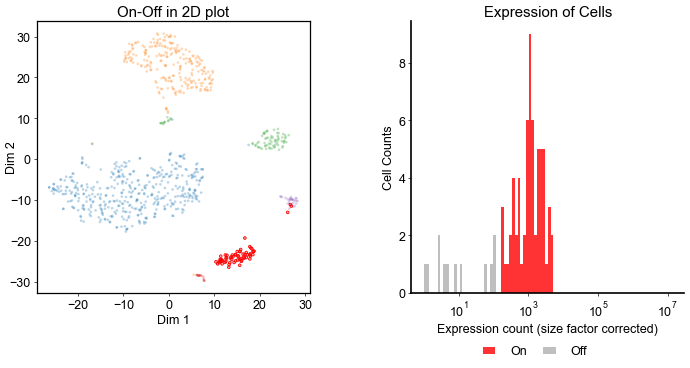 On-Off in 2D plot
Expression of Cells
30
20
10
0
−10
−20
−30
Dim 2
−20 −10 0 10 20 30
Dim 1
8
6
4
2
0
Cell Counts
10^1 10^3 10^5 10^7
Expression count (size factor corrected)
On Off